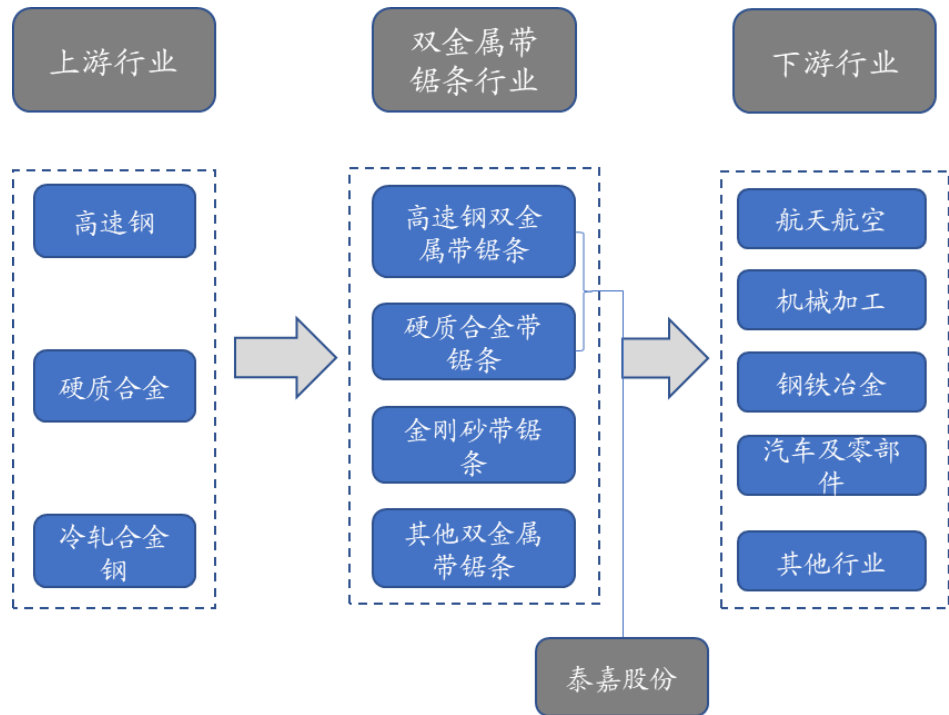 上游行业
双金属带
锯条行业
下游行业
高速钢
硬质合金
冷轧合金
钢
高速钢双金
属带锯条
硬质合金带
锯条
金刚砂带锯
条
其他双金属
带锯条
航天航空
机械加工
钢铁冶金
汽车及零部
件
其他行业
泰嘉股份